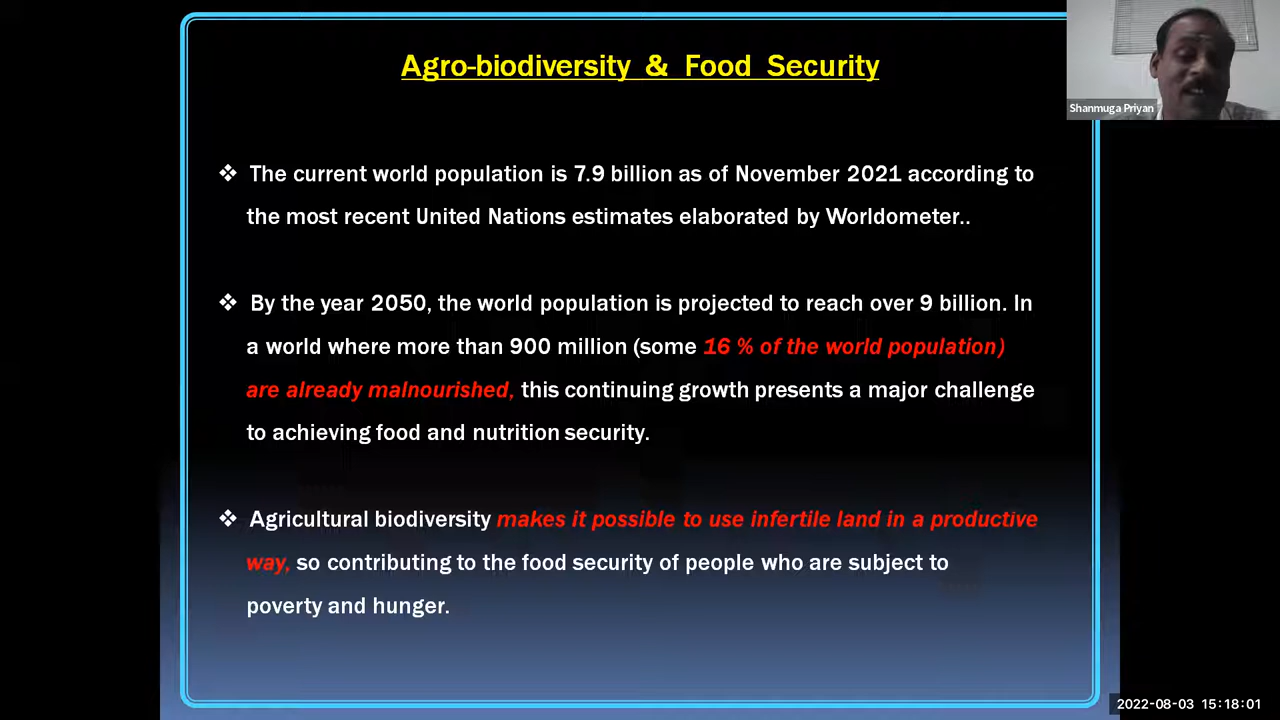 Agro-biodiversity & Food Security
Shanmuga Priyan
❖ The current world population is 7.9 billion as of November 2021 according to
the most recent United Nations estimates elaborated by Worldometer..
❖ By the year 2050, the world population is projected to reach over 9 billion. In
a world where more than 900 million (some 16 % of the world population)
are already malnourished, this continuing growth presents a major challenge
to achieving food and nutrition security.
❖ Agricultural biodiversity makes it possible to use infertile land in a productive
way, so contributing to the food security of people who are subject to
poverty and hunger.
2022-08-03 15:18:01